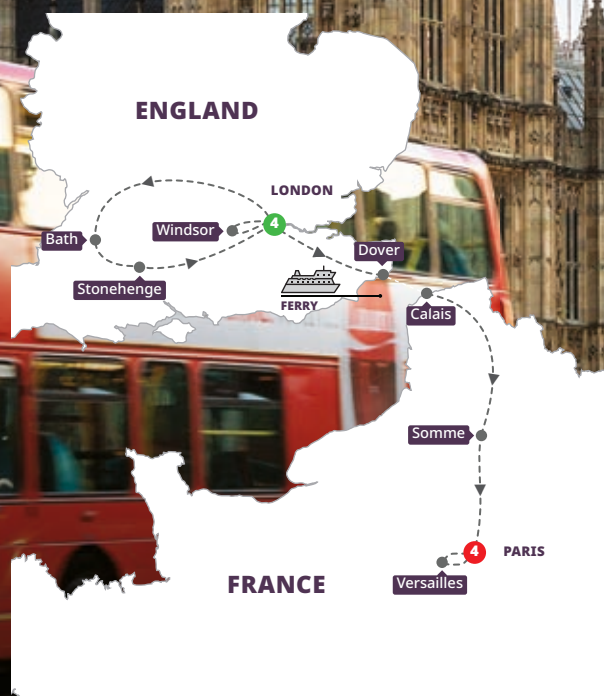 ENGLAND
LONDON
4
Windsor
Bath
Dover
Stonehenge
FERRY
Calais
Somme
4
PARIS
Versailles
FRANCE